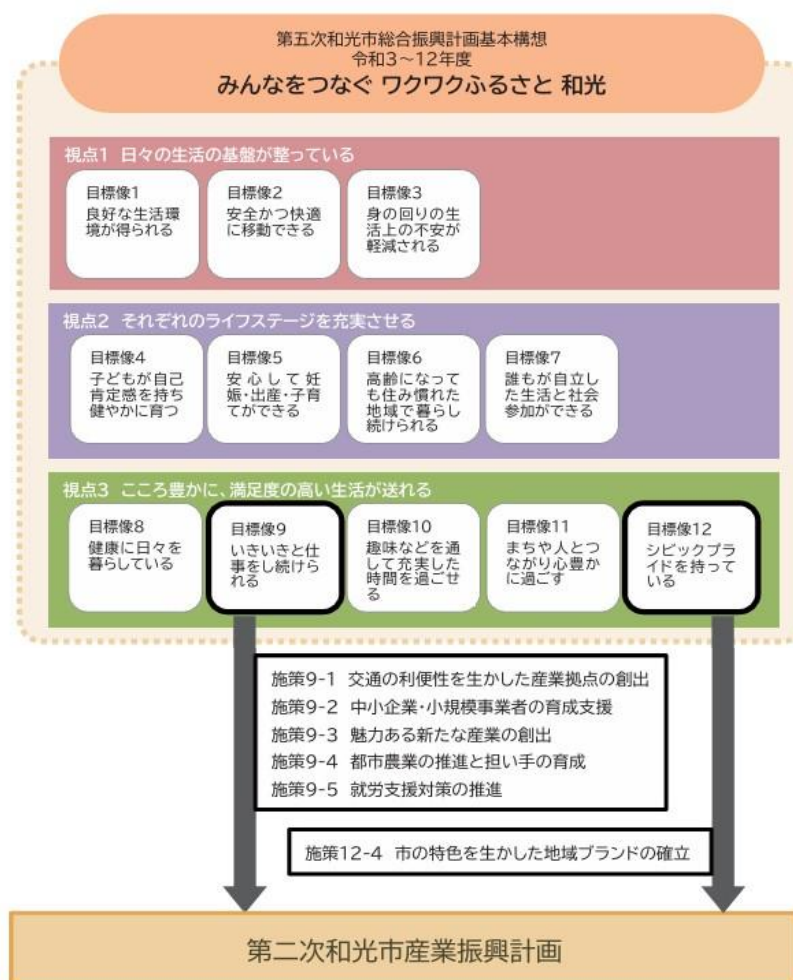 第五次和光市総合振興計画基本構想
令和3～12年度
みんなをつなぐ ワクワクふるさと 和光
視点1 日々の生活の基盤が整っている
目標像1
良好な生活環
境が得られる
目標像2
安全かつ快適
に移動できる
目標像3
身の回りの生
活上の不安が
軽減される
視点2 それぞれのライフステージを充実させる
目標像4
子どもが自己
肯定感を持ち
健やかに育つ
目標像5
安心して妊
娠・出産・子育
てができる
目標像6
高齢になって
も住み慣れた
地域で暮らし
続けられる
目標像7
誰もが自立し
た生活と社会
参加ができる
視点3 こころ豊かに、満足度の高い生活が送れる
目標像8
健康に日々を
暮らしている
目標像9
いきいきと仕
事をし続けら
れる
目標像10
趣味などを通
して充実した
時間を過ごせ
る
目標像11
まちや人とつ
ながり心豊か
に過ごす
目標像12
シビックプラ
イドを持って
いる
施策9-1 交通の利便性を生かした産業拠点の創出
施策9-2 中小企業・小規模事業者の育成支援
施策9-3 魅力ある新たな産業の創出
施策9-4 都市農業の推進と担い手の育成
施策9-5 就労支援対策の推進
施策12-4 市の特色を生かした地域ブランドの確立
第二次和光市産業振興計画